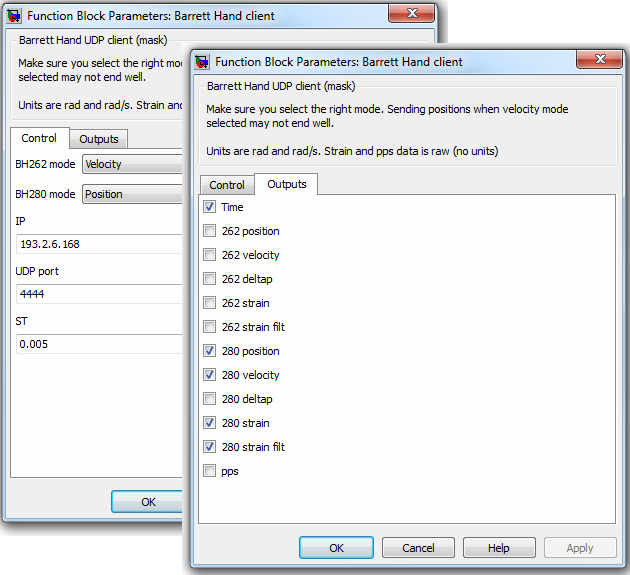 Function Block Parameters: Barrett Hand client
Barrett Hand UDP client (mask)
Make sure you select the right mod
selected may not end well.
Units are rad and rad/s. Strain and
Control
Outputs
BH262 mode
Velocity
BH280 mode
Position
IP
193.2.6.168
UDP port
4444
ST
0.005
OK
Function Block Parameters: Barrett Hand client
Barrett Hand UDP client (mask)
Make sure you select the right mode. Sending positions when velocity mode
selected may not end well.
Units are rad and rad/s. Strain and pps data is raw (no units)
Control
Outputs
Time
262 position
262 velocity
262 deltap
262 strain
262 strain filt
280 position
280 velocity
280 deltap
280 strain
280 strain filt
pps
OK
Cancel
Help
Apply